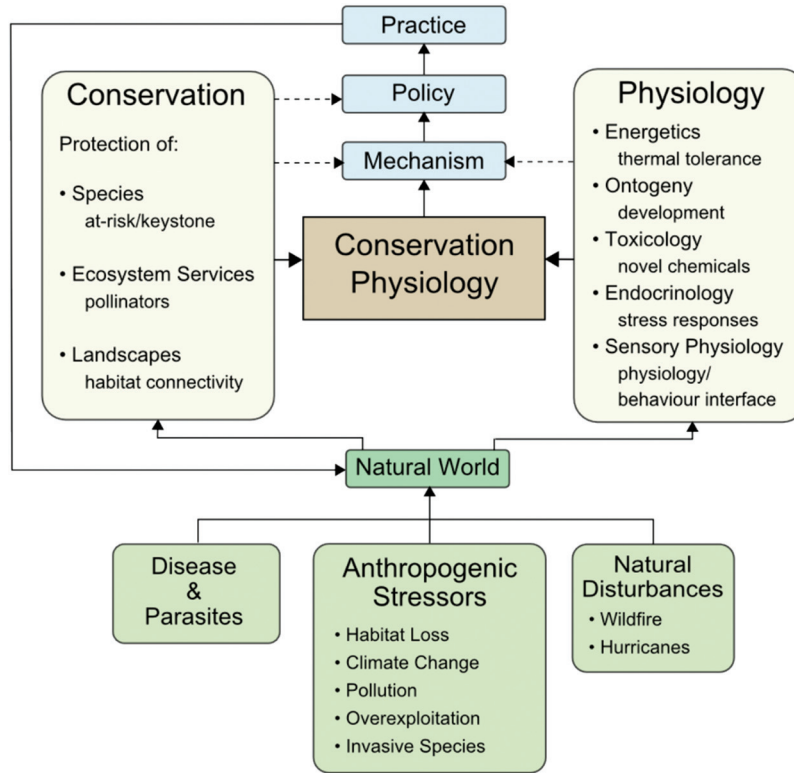 Practice
Policy
Mechanism
Conservation
Protection of:
• Species
at-risk/keystone
• Ecosystem Services
pollinators
• Landscapes
habitat connectivity
Conservation
Physiology
Physiology
• Energetics
thermal tolerance
• Ontogeny
development
• Toxicology
novel chemicals
• Endocrinology
stress responses
• Sensory Physiology
physiology/
behaviour interface
Natural World
Disease
&
Parasites
Anthropogenic
Stressors
• Habitat Loss
• Climate Change
• Pollution
• Overexploitation
• Invasive Species
Natural
Disturbances
• Wildfire
• Hurricanes